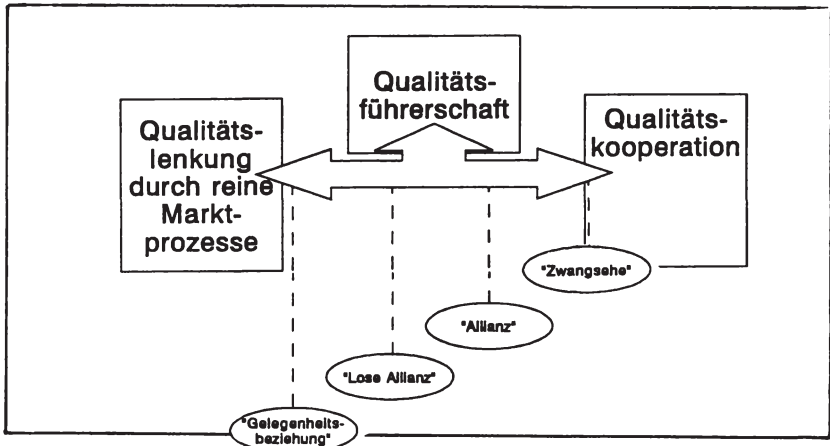 Qualitäts-
führerschaft
Qualitäts-
lenkung
durch reine
Markt-
prozesse
Qualitäts-
kooperation
"Zwangsehe"
"Allianz"
"Lose Allianz"
"Gelegenheits-
beziehung"